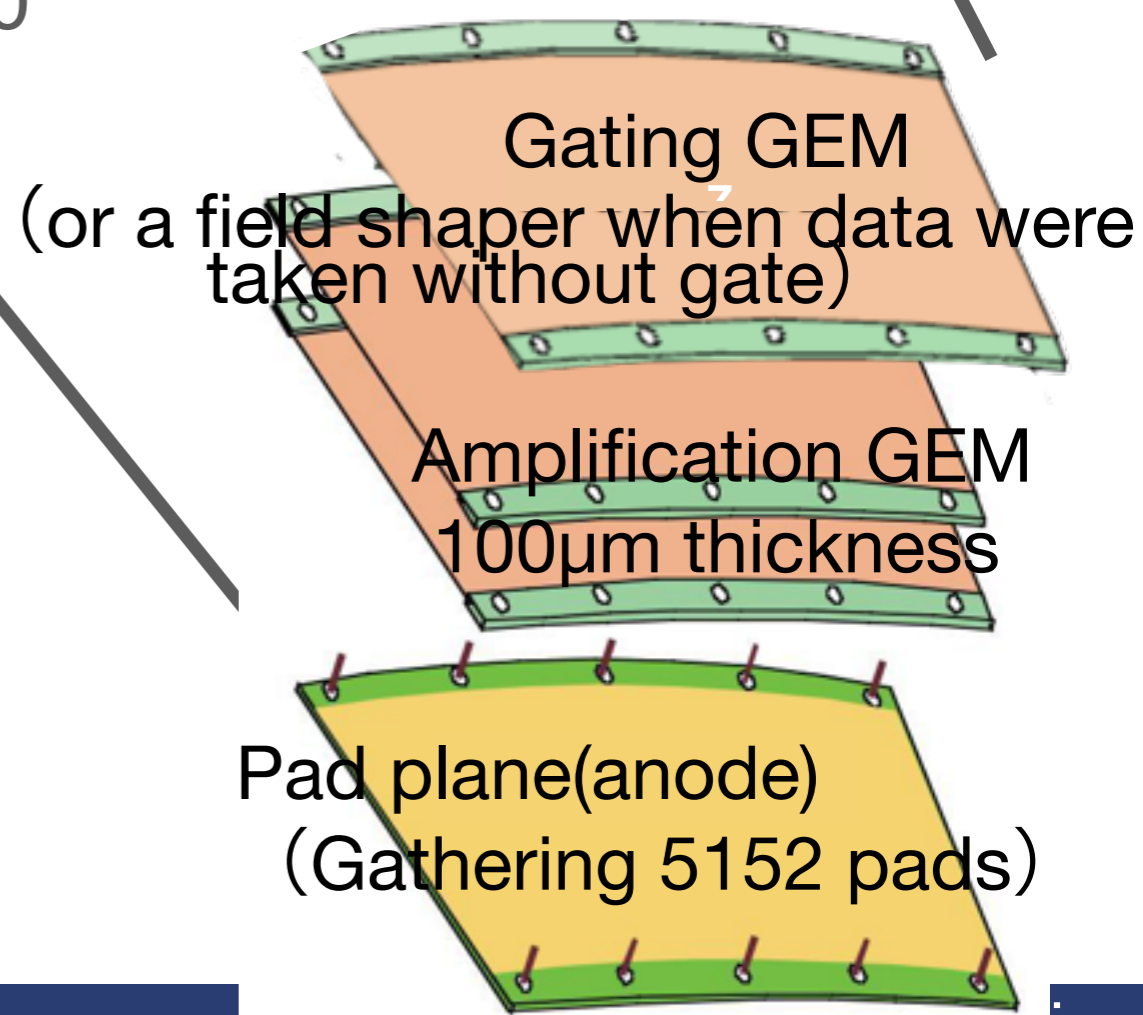 Gating GEM
（or a field shaper when data were
taken without gate）
Amplification GEM
100μm thickness
Pad plane(anode)
（Gathering 5152 pads）